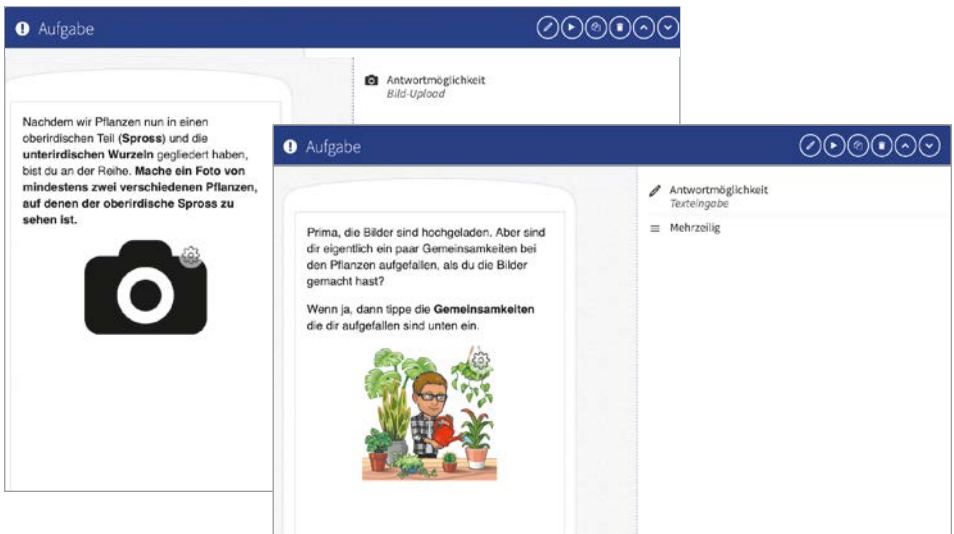 Aufgabe
Antwortmöglichkeit
Bild-Upload
Nachdem wir Pflanzen nun in einen
oberirdischen Teil (Spross) und die
unterirdischen Wurzeln gegliedert haben,
bist du an der Reihe. Mache ein Foto von
mindestens zwei verschiedenen Pflanzen,
auf denen der oberirdische Spross zu
sehen ist.
Aufgabe
Prima, die Bilder sind hochgeladen. Aber sind
dir eigentlich ein paar Gemeinsamkeiten bei
den Pflanzen aufgefallen, als du die Bilder
gemacht hast?
Wenn ja, dann tippe die Gemeinsamkeiten
die dir aufgefallen sind unten ein.
Antwortmöglichkeit
Texteingabe
Mehrzeilig